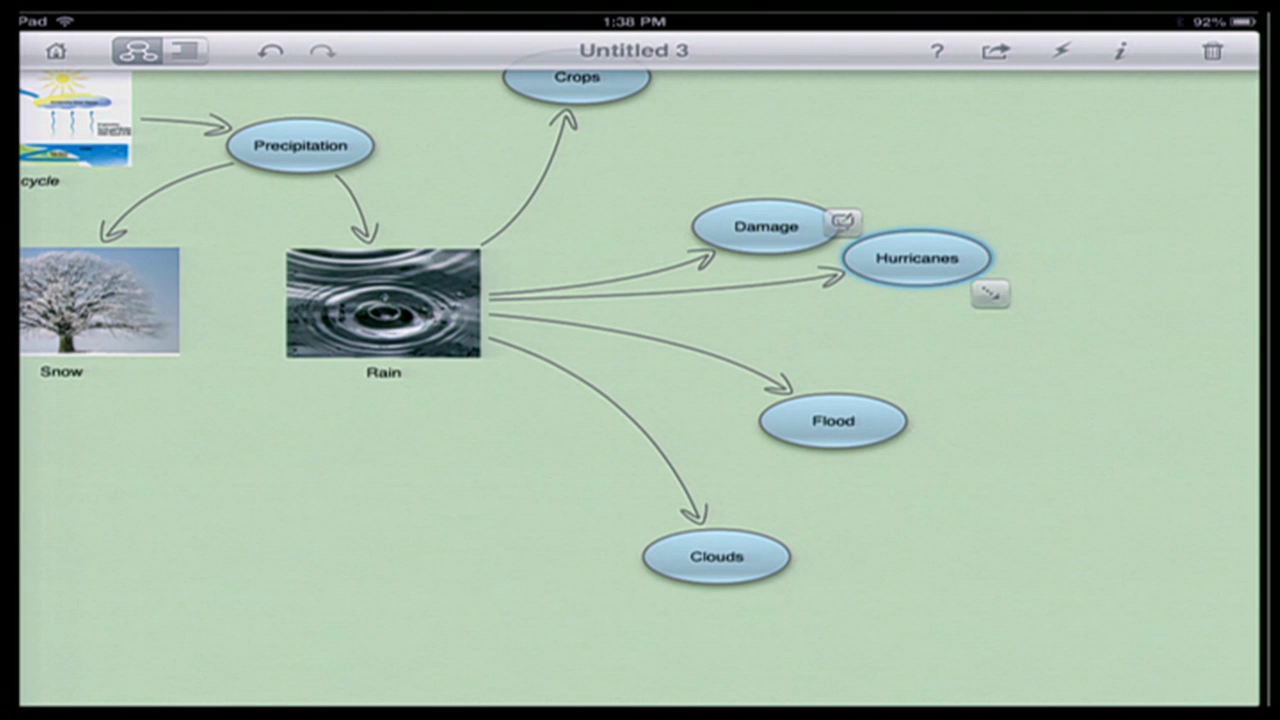 Pad 1:38 PM 92%
Untitled 3
?
i
Crops
Precipitation
cycle
Damage
Hurricanes
Snow
Rain
Flood
Clouds